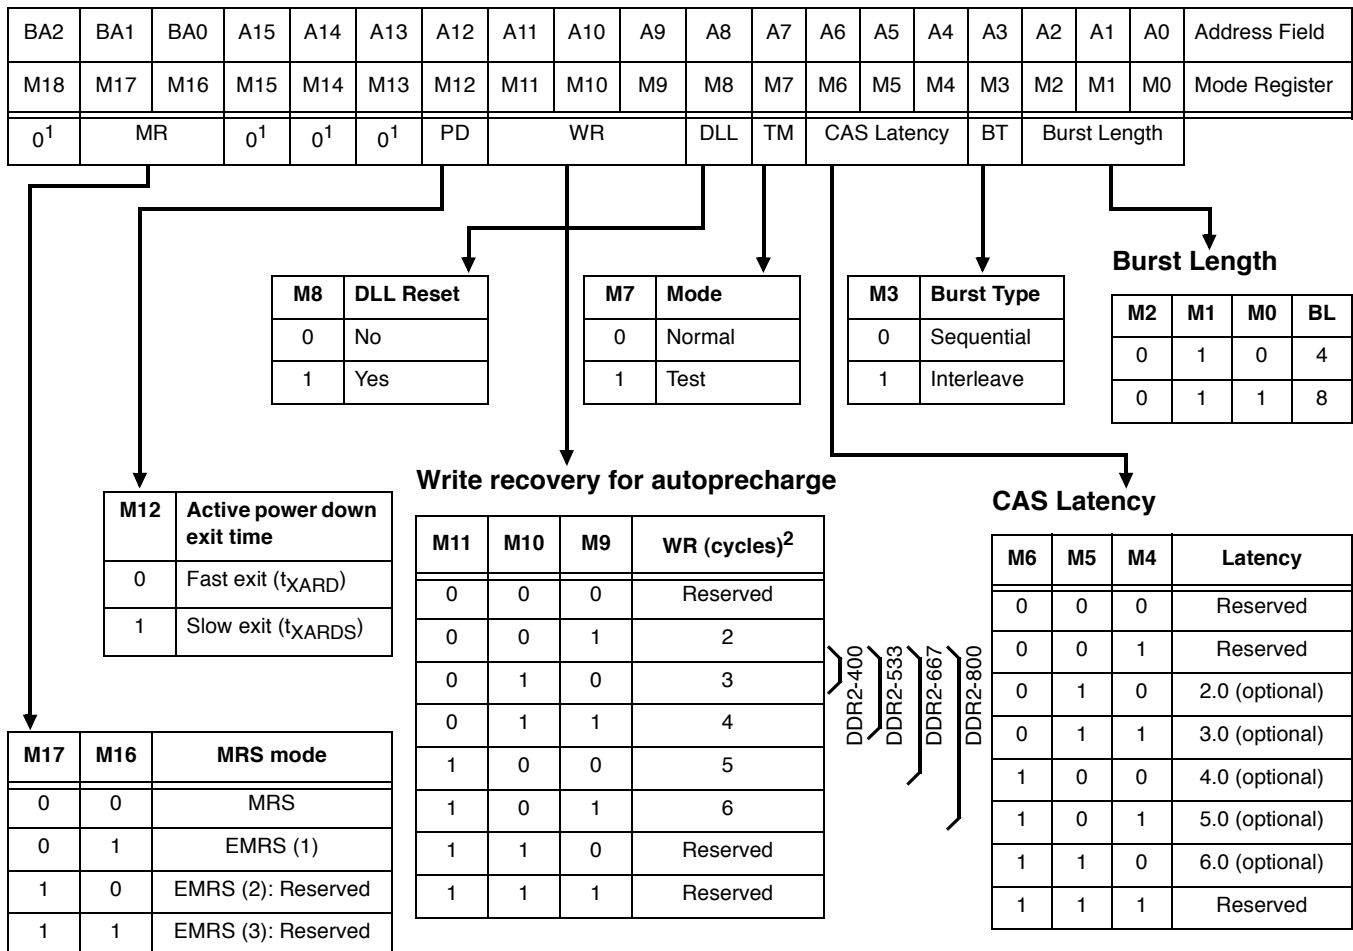 BA2 BA1 BA0 A15 A14 A13 A12 A11 A10 A9 A8 A7 A6 A5 A4 A3 A2 A1 A0 Address Field
M18 M17 M16 M15 M14 M13 M12 M11 M10 M9 M8 M7 M6 M5 M4 M3 M2 M1 M0 Mode Register
0¹ MR 0¹ 0¹ 0¹ PD WR DLL TM CAS Latency BT Burst Length
M8 DLL Reset
0 No
1 Yes
M7 Mode
0 Normal
1 Test
M3 Burst Type
0 Sequential
1 Interleave
Burst Length
M2 M1 M0 BL
0 1 0 4
0 1 1 8
M12 Active power down
exit time
0 Fast exit (tXARD)
1 Slow exit (tXARDS)
Write recovery for autoprecharge
M11 M10 M9 WR (cycles)²
0 0 0 Reserved
0 0 1 2
0 1 0 3
0 1 1 4
1 0 0 5
1 0 1 6
1 1 0 Reserved
1 1 1 Reserved
DDR2-400
DDR2-533
DDR2-667
DDR2-800
CAS Latency
M6 M5 M4 Latency
0 0 0 Reserved
0 0 1 Reserved
0 1 0 2.0 (optional)
0 1 1 3.0 (optional)
1 0 0 4.0 (optional)
1 0 1 5.0 (optional)
1 1 0 6.0 (optional)
1 1 1 Reserved
M17 M16 MRS mode
0 0 MRS
0 1 EMRS (1)
1 0 EMRS (2): Reserved
1 1 EMRS (3): Reserved